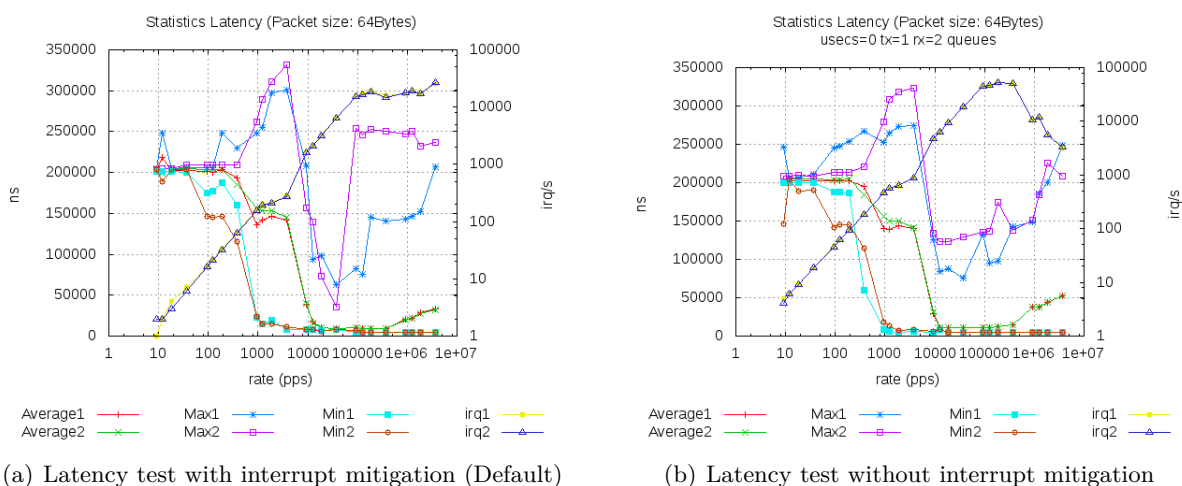 Statistics Latency (Packet size: 64Bytes)
350000
300000
250000
200000
150000
100000
50000
0
ns
100000
10000
1000
100
10
1
irq/s
1 10 100 1000 10000 100000 1e+06 1e+07
rate (pps)
Average1 Max1 Min1 irq1
Average2 Max2 Min2 irq2
(a) Latency test with interrupt mitigation (Default)
Statistics Latency (Packet size: 64Bytes)
usecs=0 tx=1 rx=2 queues
350000
300000
250000
200000
150000
100000
50000
0
ns
100000
10000
1000
100
10
1
irq/s
1 10 100 1000 10000 100000 1e+06 1e+07
rate (pps)
Average1 Max1 Min1 irq1
Average2 Max2 Min2 irq2
(b) Latency test without interrupt mitigation